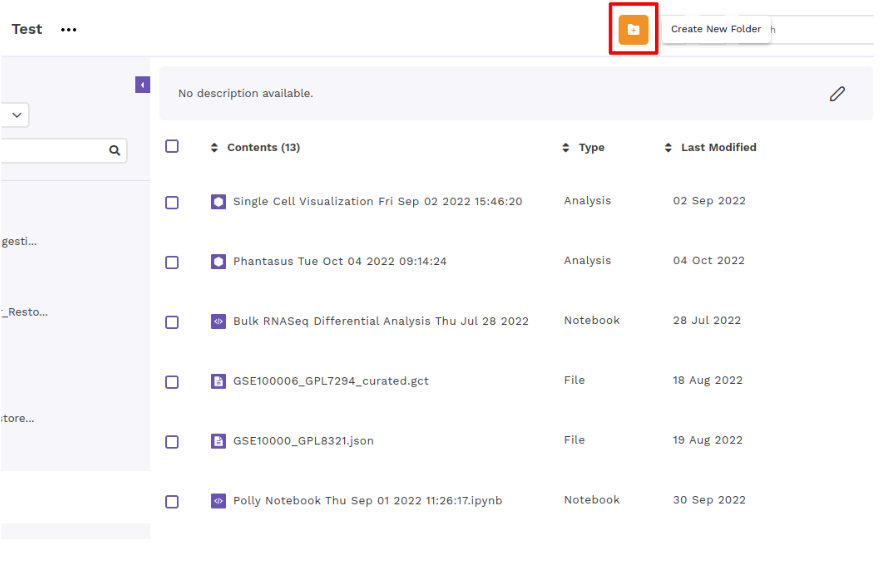 Test •••
Create New Folder
No description available.
Contents (13) Type Last Modified
Single Cell Visualization Fri Sep 02 2022 15:46:20 Analysis 02 Sep 2022
gesti...
Phantasus Tue Oct 04 2022 09:14:24 Analysis 04 Oct 2022
_Resto...
Bulk RNASeq Differential Analysis Thu Jul 28 2022 Notebook 28 Jul 2022
GSE100006_GPL7294_curated.gct File 18 Aug 2022
store...
GSE10000_GPL8321.json File 19 Aug 2022
Polly Notebook Thu Sep 01 2022 11:26:17.ipynb Notebook 30 Sep 2022